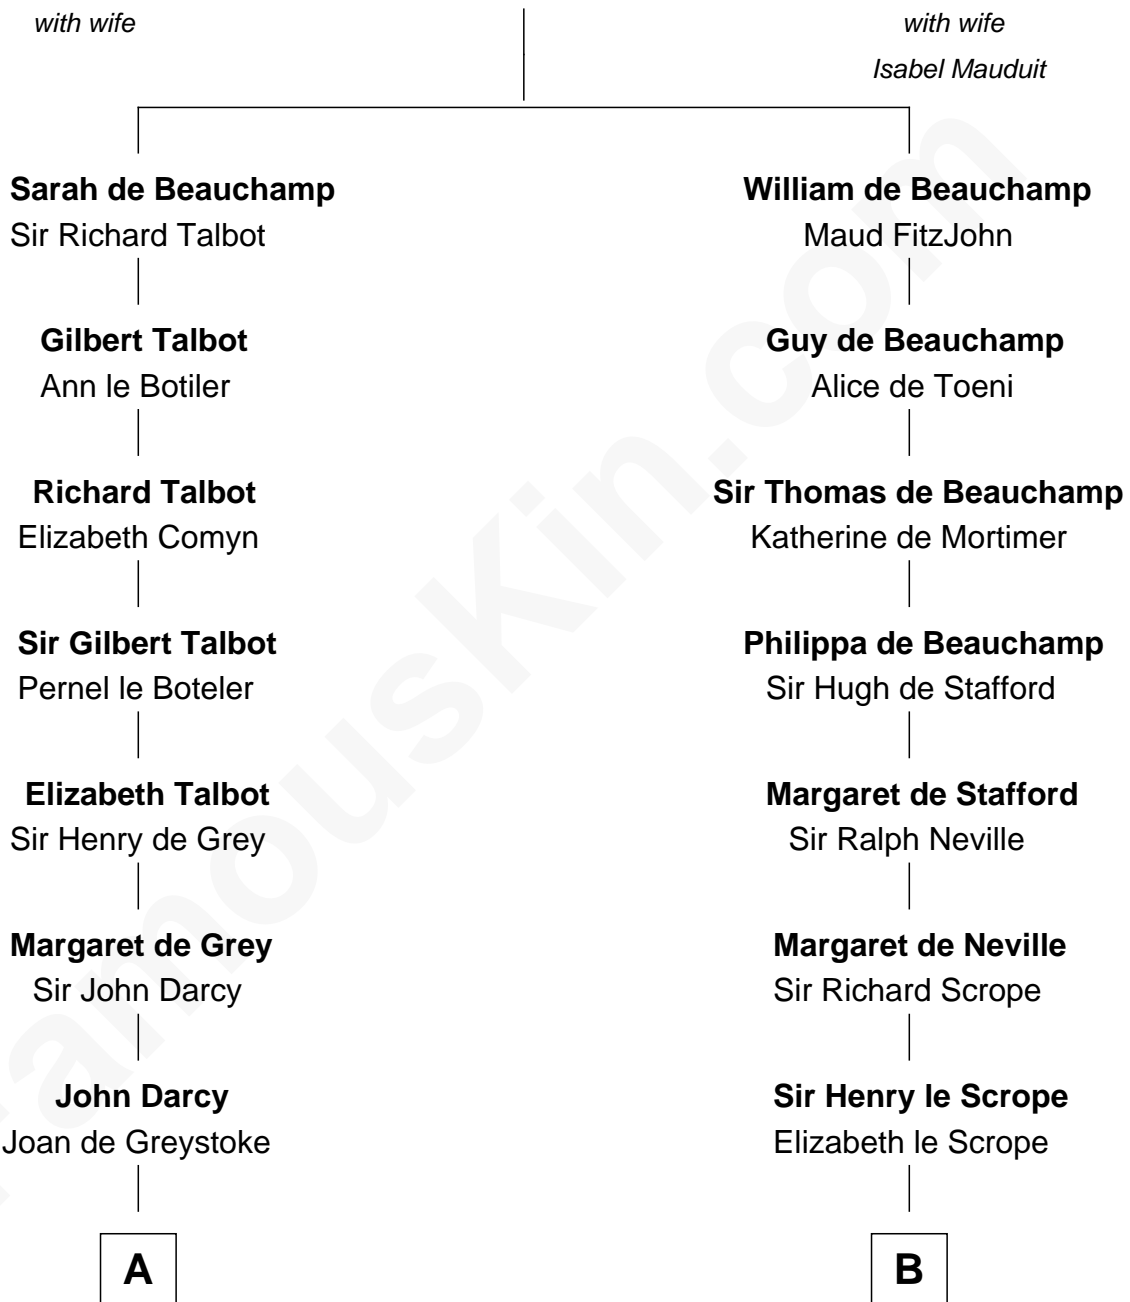 with wife
with wife
Isabel Mauduit
Sarah de Beauchamp
William de Beauchamp
Sir Richard Talbot
Maud FitzJohn
Gilbert Talbot
Guy de Beauchamp
Ann le Botiler
Alice de Toeni
Richard Talbot
Sir Thomas de Beauchamp
Elizabeth Comyn
Katherine de Mortimer
Sir Gilbert Talbot
Philippa de Beauchamp
Pernel le Boteler
Sir Hugh de Stafford
Elizabeth Talbot
Margaret de Stafford
Sir Henry de Grey
Sir Ralph Neville
Margaret de Grey
Margaret de Neville
Sir John Darcy
Sir Richard Scrope
John Darcy
Sir Henry le Scrope
Joan de Greystoke
Elizabeth le Scrope
A
B
FamousKin.com